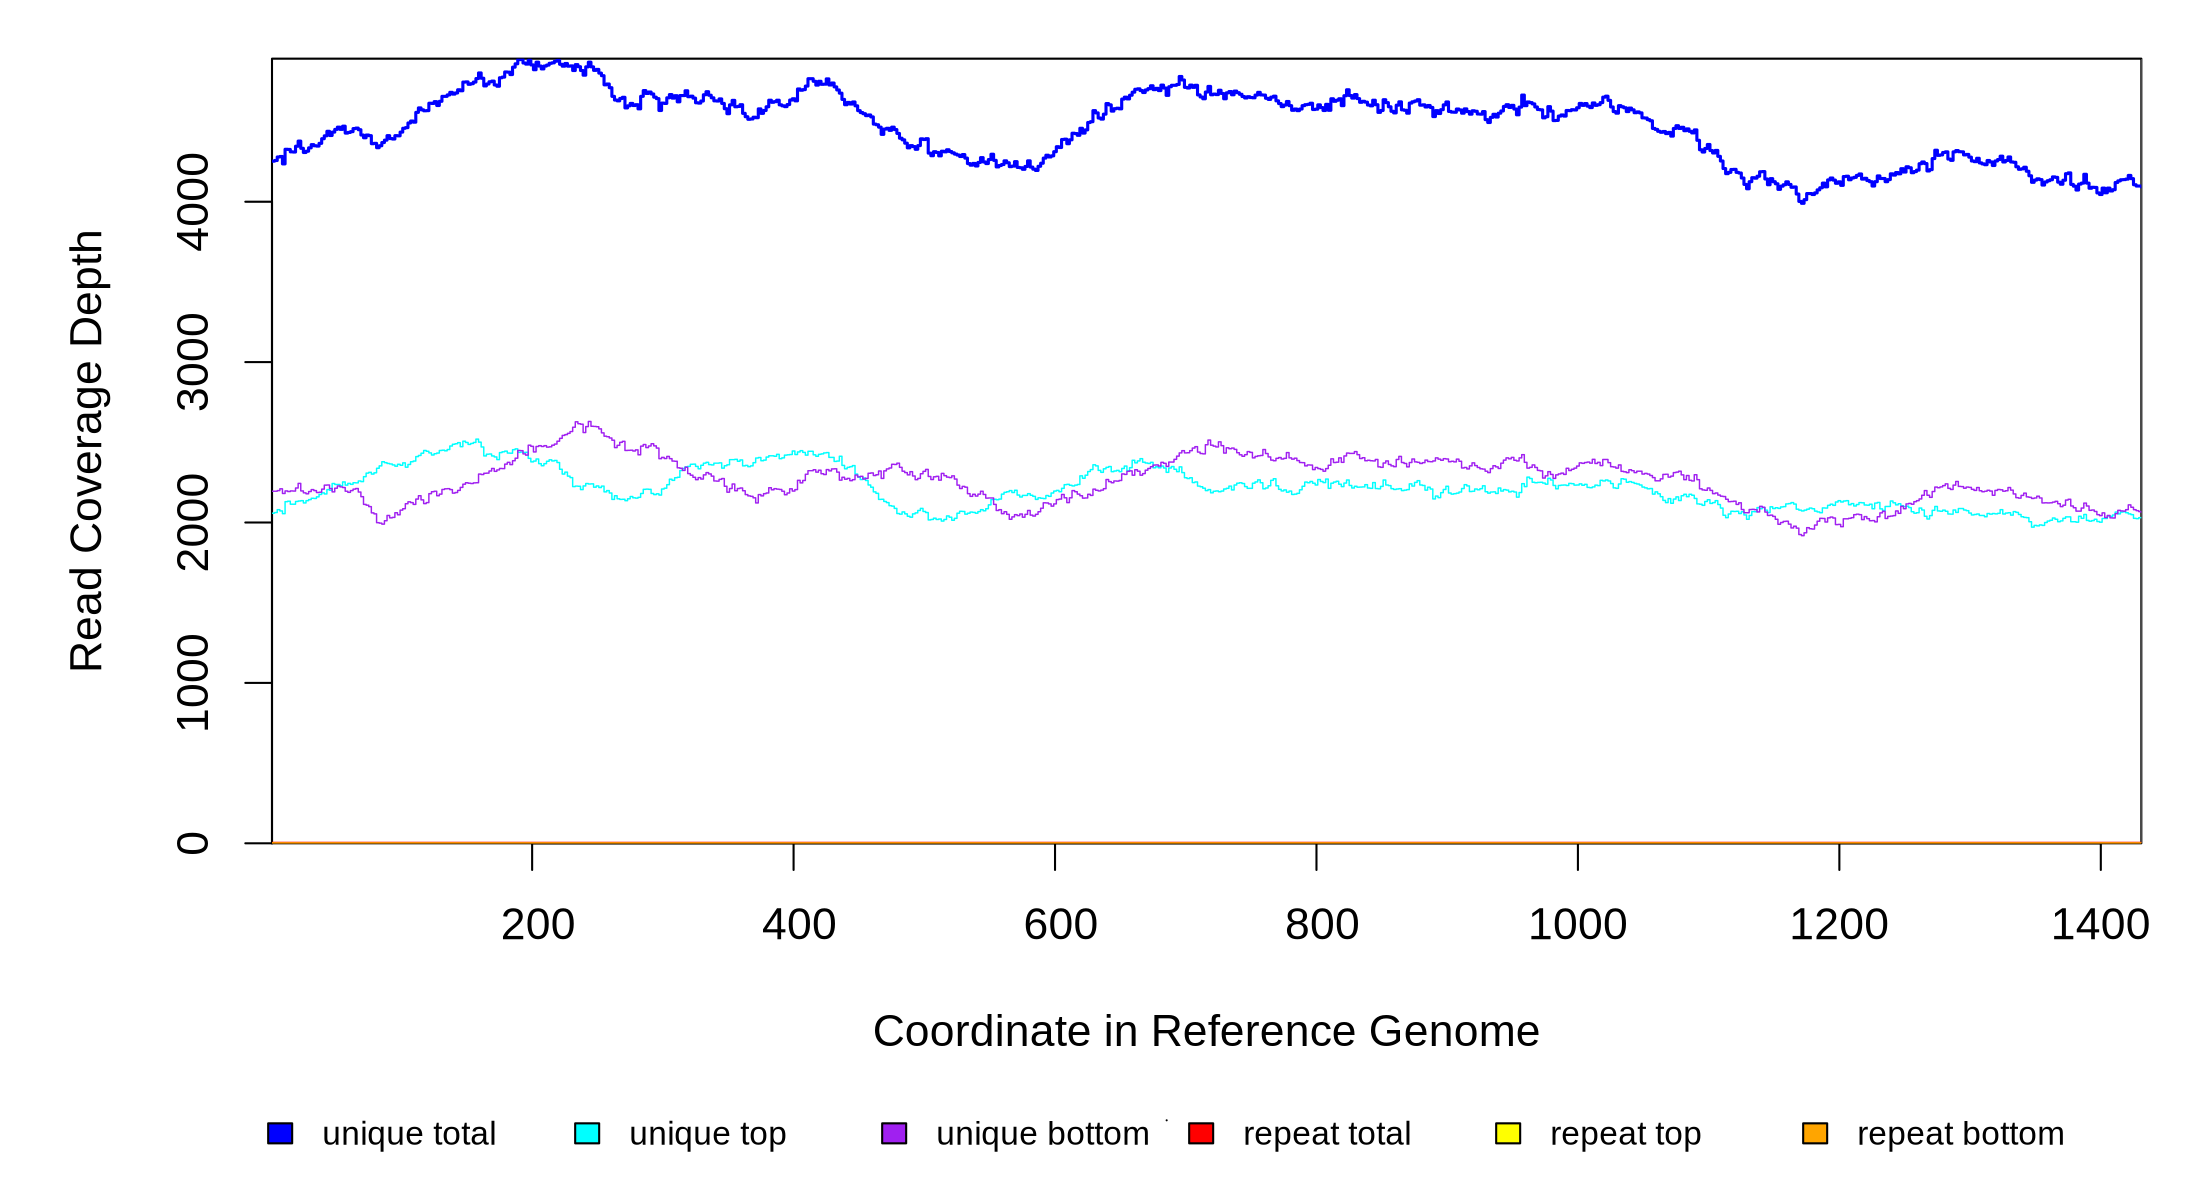 Read Coverage Depth
4000
3000
2000
1000
0
200 400 600 800 1000 1200 1400
Coordinate in Reference Genome
unique total unique top unique bottom repeat total repeat top repeat bottom